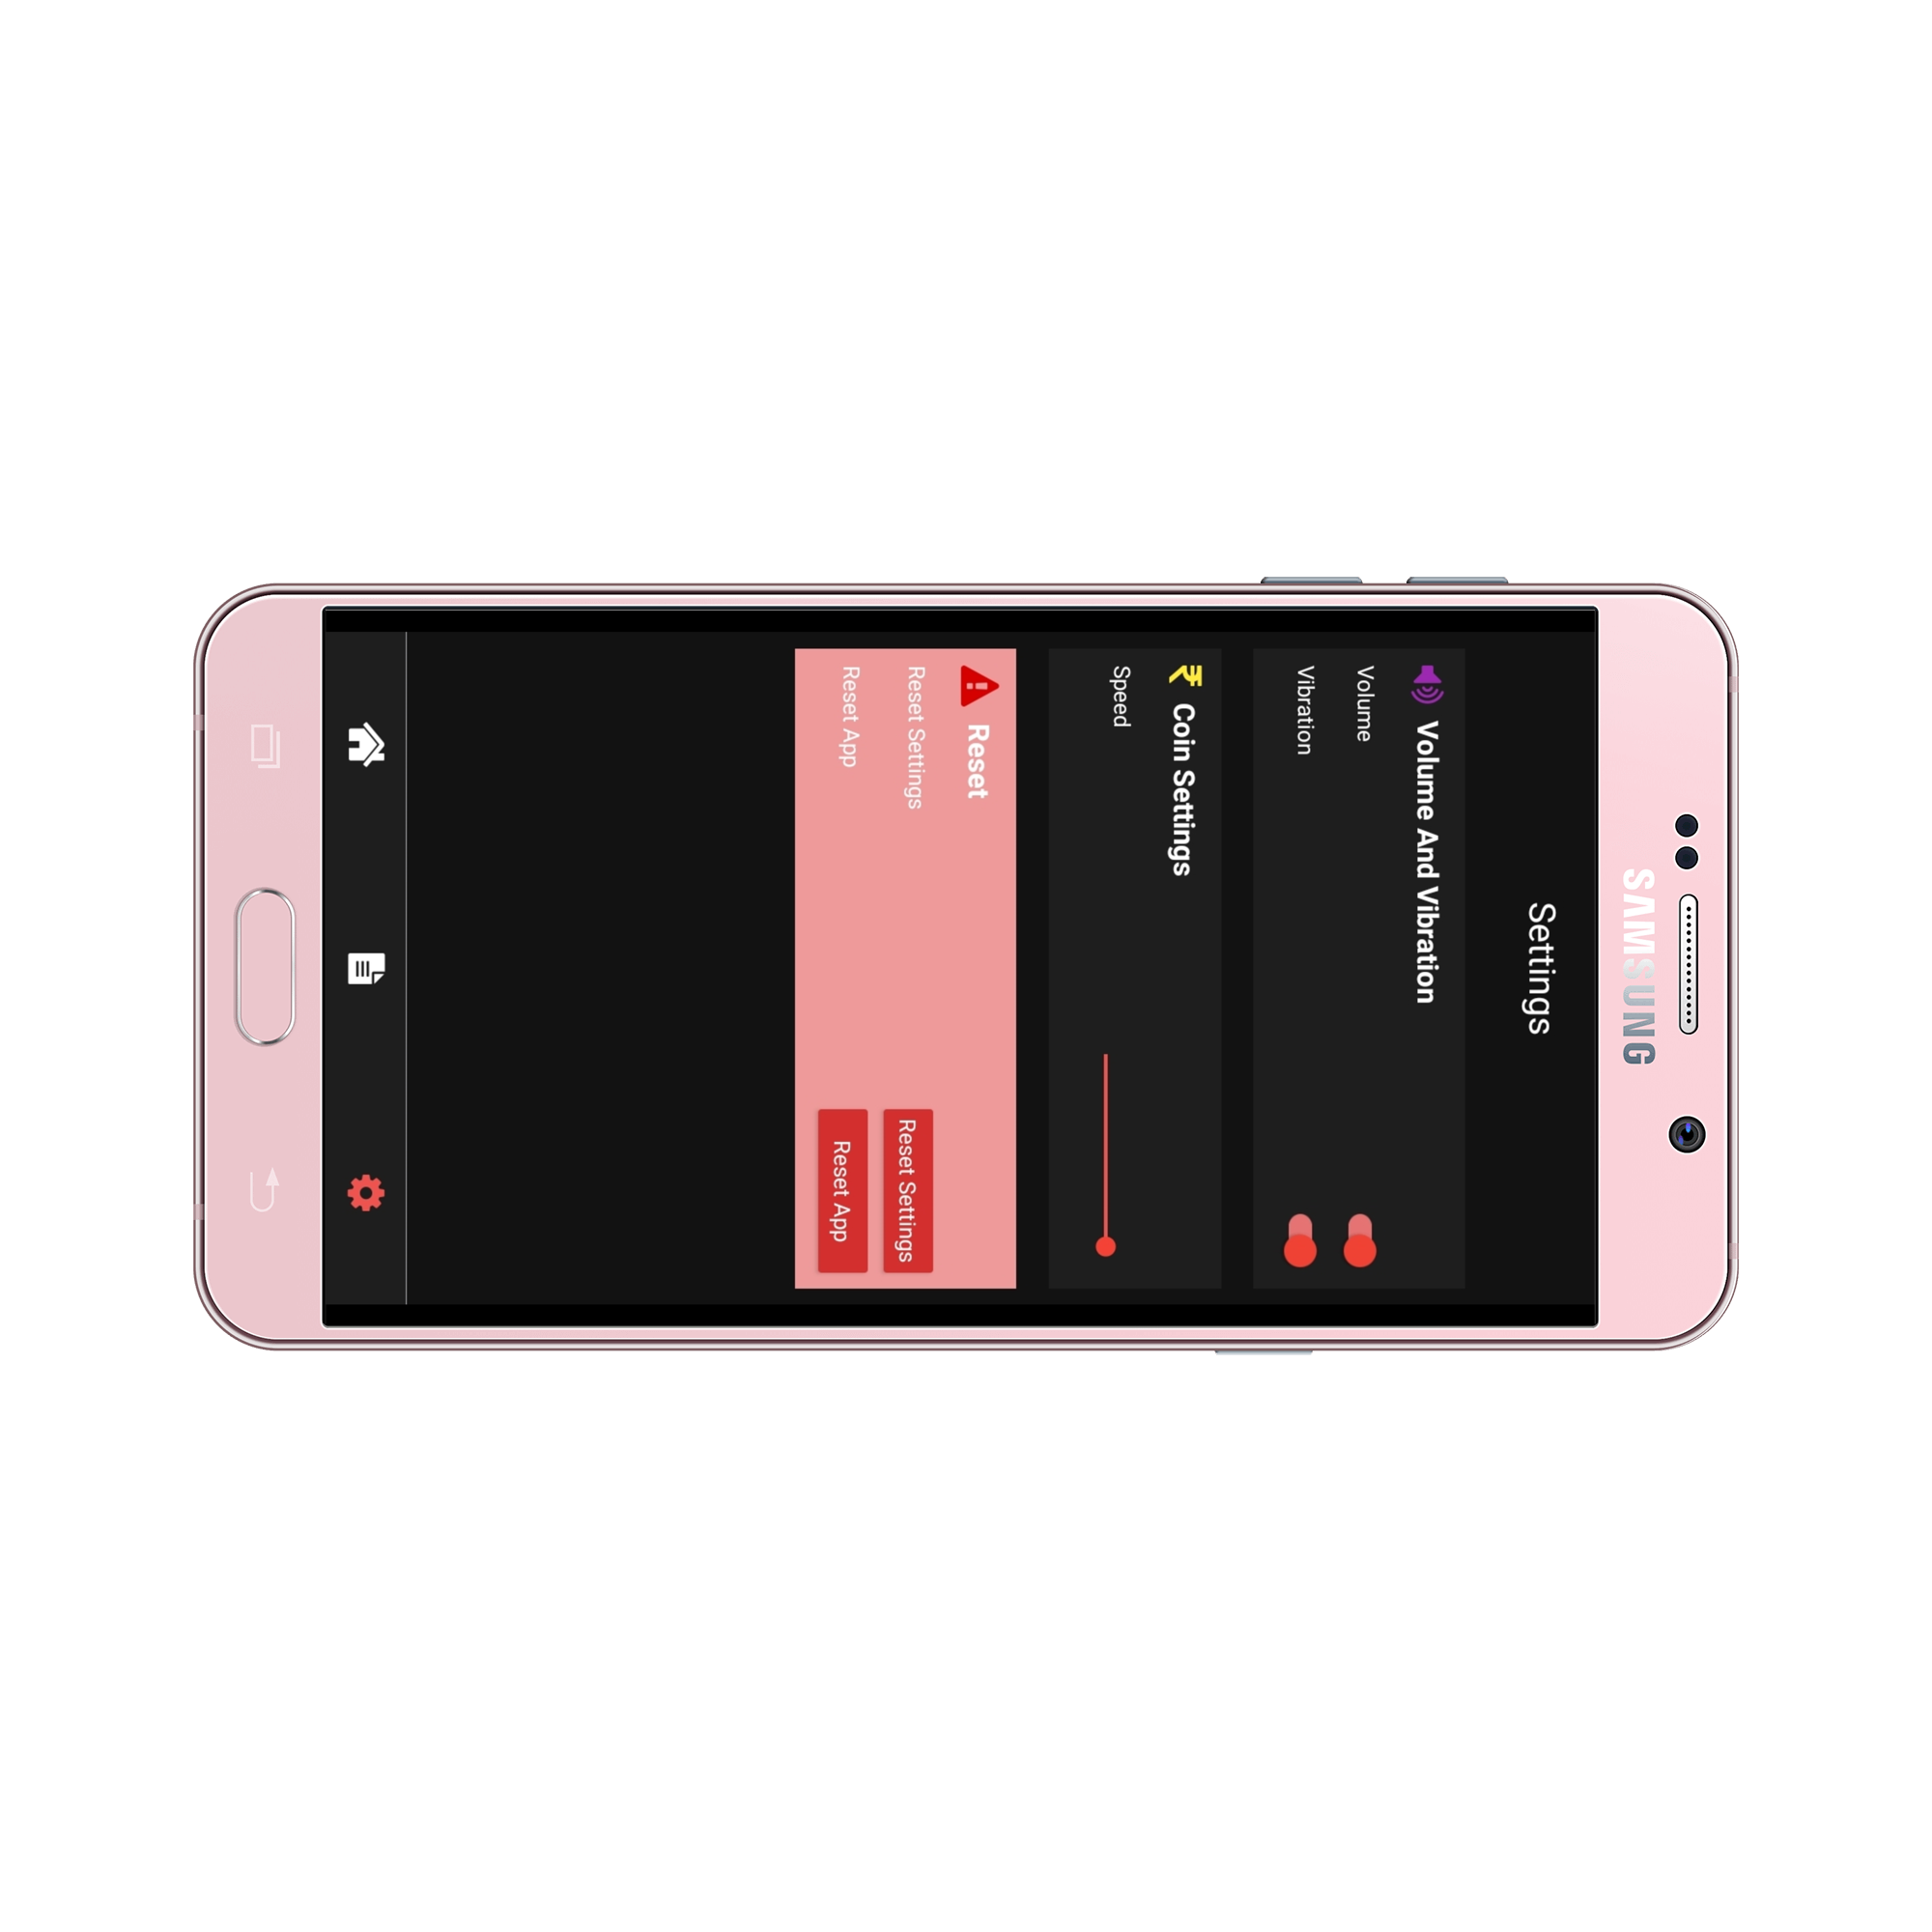 SAMSUNG
Settings
Volume And Vibration
Volume
Vibration
₹ Coin Settings
Speed
Reset
Reset Settings
Reset Settings
Reset App
Reset App